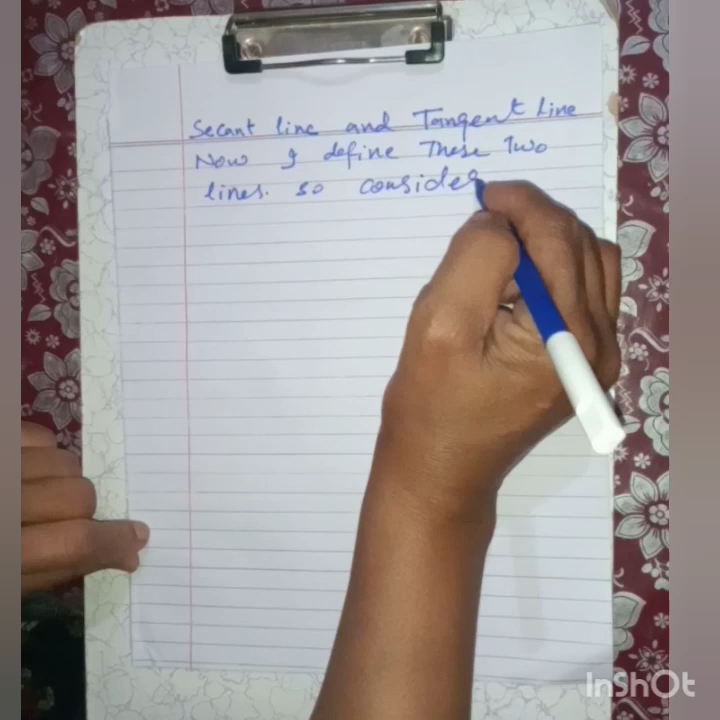 Secant line and Tangent Line
Now I define These Two
lines. so consider
InShOt